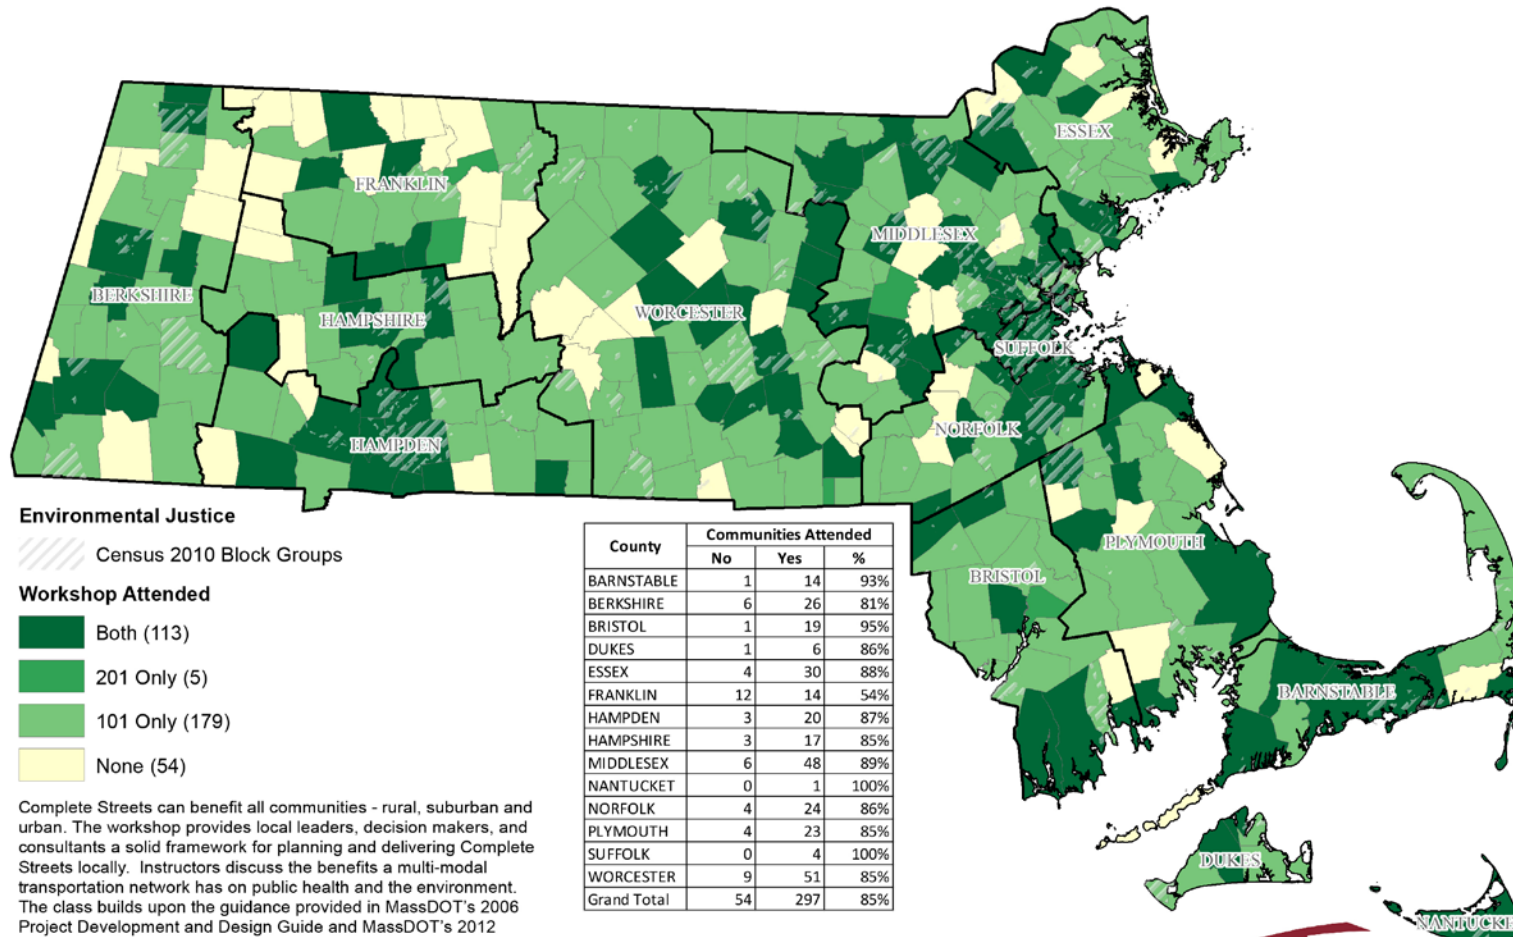 ESSEX
FRANKLIN
MIDDLESEX
BERKSHIRE
HAMPSHIRE
WORCESTER
SUFFOLK
HAMPDEN
NORFOLK
PLYMOUTH
BRISTOL
BARNSTABLE
DUKES
NANTUCKE
Environmental Justice
Census 2010 Block Groups
Workshop Attended
Both (113)
201 Only (5)
101 Only (179)
None (54)
Complete Streets can benefit all communities - rural, suburban and
urban. The workshop provides local leaders, decision makers, and
consultants a solid framework for planning and delivering Complete
Streets locally.  Instructors discuss the benefits a multi-modal
transportation network has on public health and the environment.
The class builds upon the guidance provided in MassDOT's 2006
Project Development and Design Guide and MassDOT's 2012
County Communities Attended
No Yes %
BARNSTABLE 1 14 93%
BERKSHIRE 6 26 81%
BRISTOL 1 19 95%
DUKES 1 6 86%
ESSEX 4 30 88%
FRANKLIN 12 14 54%
HAMPDEN 3 20 87%
HAMPSHIRE 3 17 85%
MIDDLESEX 6 48 89%
NANTUCKET 0 1 100%
NORFOLK 4 24 86%
PLYMOUTH 4 23 85%
SUFFOLK 0 4 100%
WORCESTER 9 51 85%
Grand Total 54 297 85%